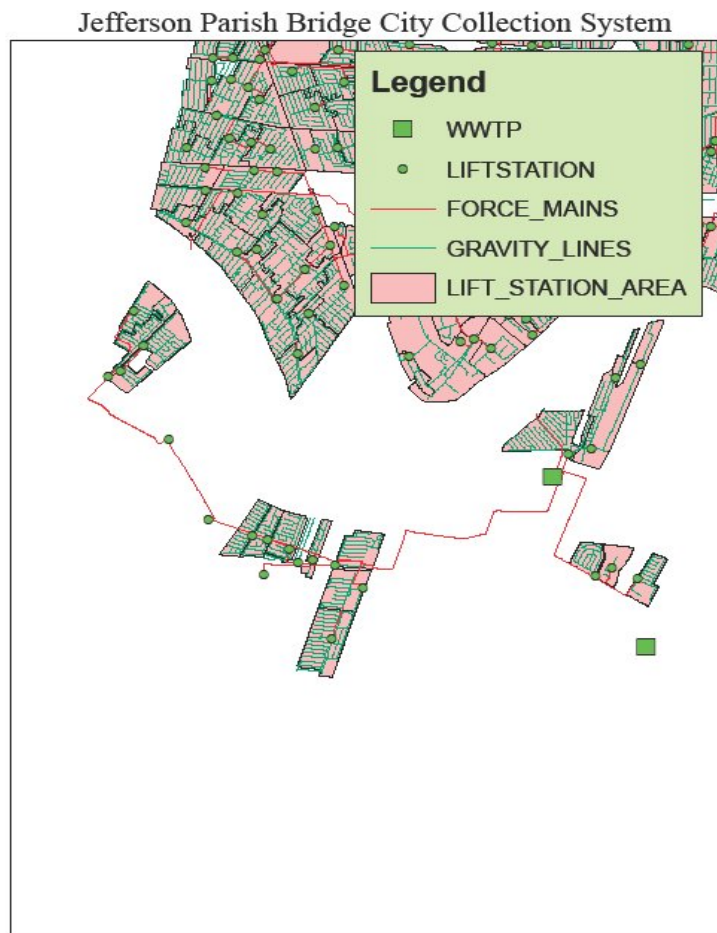 Jefferson Parish Bridge City Collection System
Legend
WWTP
LIFTSTATION
FORCE_MAINS
GRAVITY_LINES
LIFT_STATION_AREA